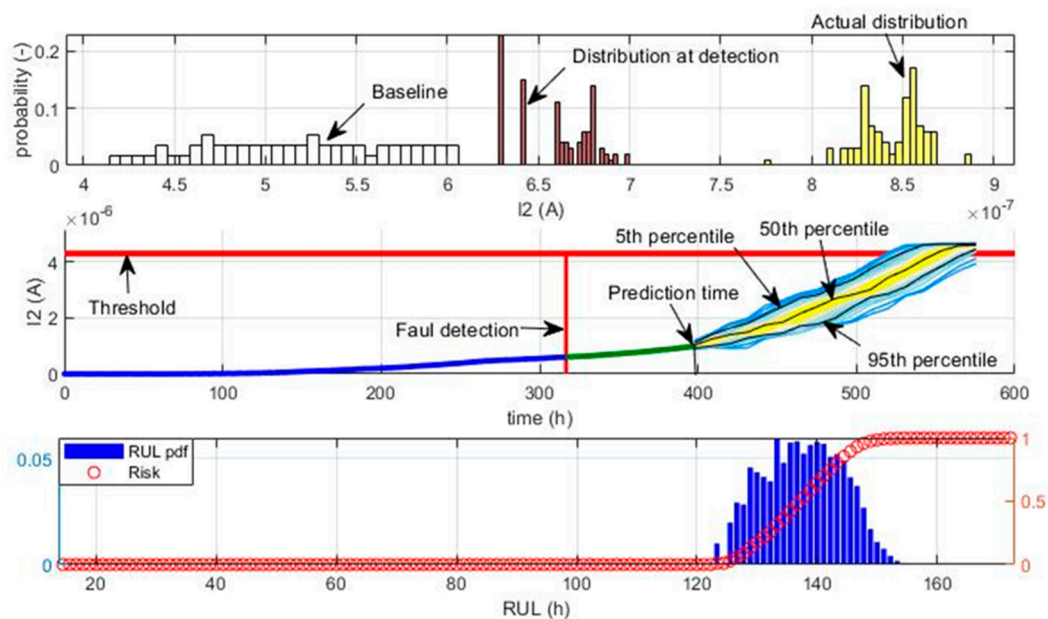 Actual distribution
probability (-)
0.2
0.1
0
Distribution at detection
Baseline
4 4.5 5 5.5 6 6.5 7 7.5 8 8.5 9
I2 (A)
×10⁻⁷
×10⁻⁶
I2 (A)
4
2
0
5th percentile
50th percentile
Threshold
Faul detection
Prediction time
95th percentile
0 100 200 300 400 500 600
time (h)
RUL pdf
Risk
0.05
0
1
0.5
0
20 40 60 80 100 120 140 160
RUL (h)